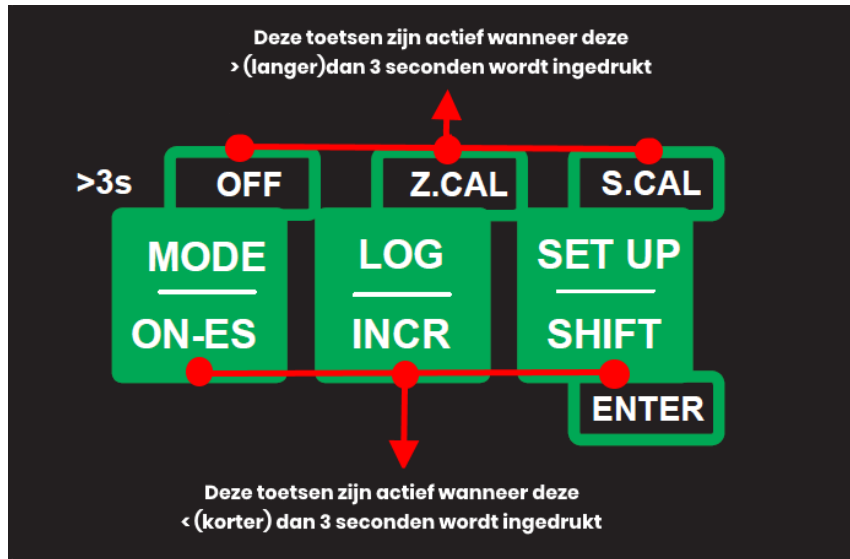 Deze toetsen zijn actief wanneer deze
> (langer)dan 3 seconden wordt ingedrukt
>3s OFF Z.CAL S.CAL
MODE LOG SET UP
ON-ES INCR SHIFT
ENTER
Deze toetsen zijn actief wanneer deze
< (korter) dan 3 seconden wordt ingedrukt